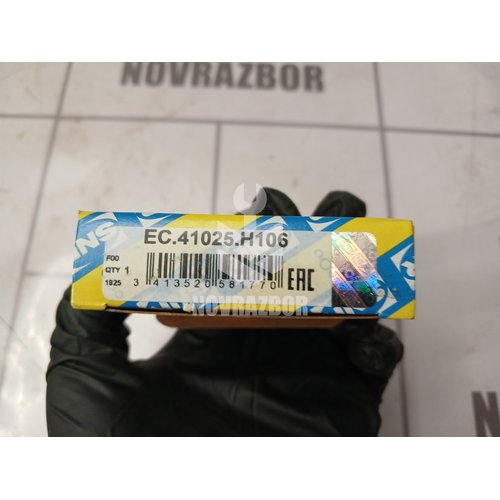 NOVRAZBOR
EC.41025.H106
F00
QTY 1
1925
3 413520 581770
EAC
NOVRAZBOR